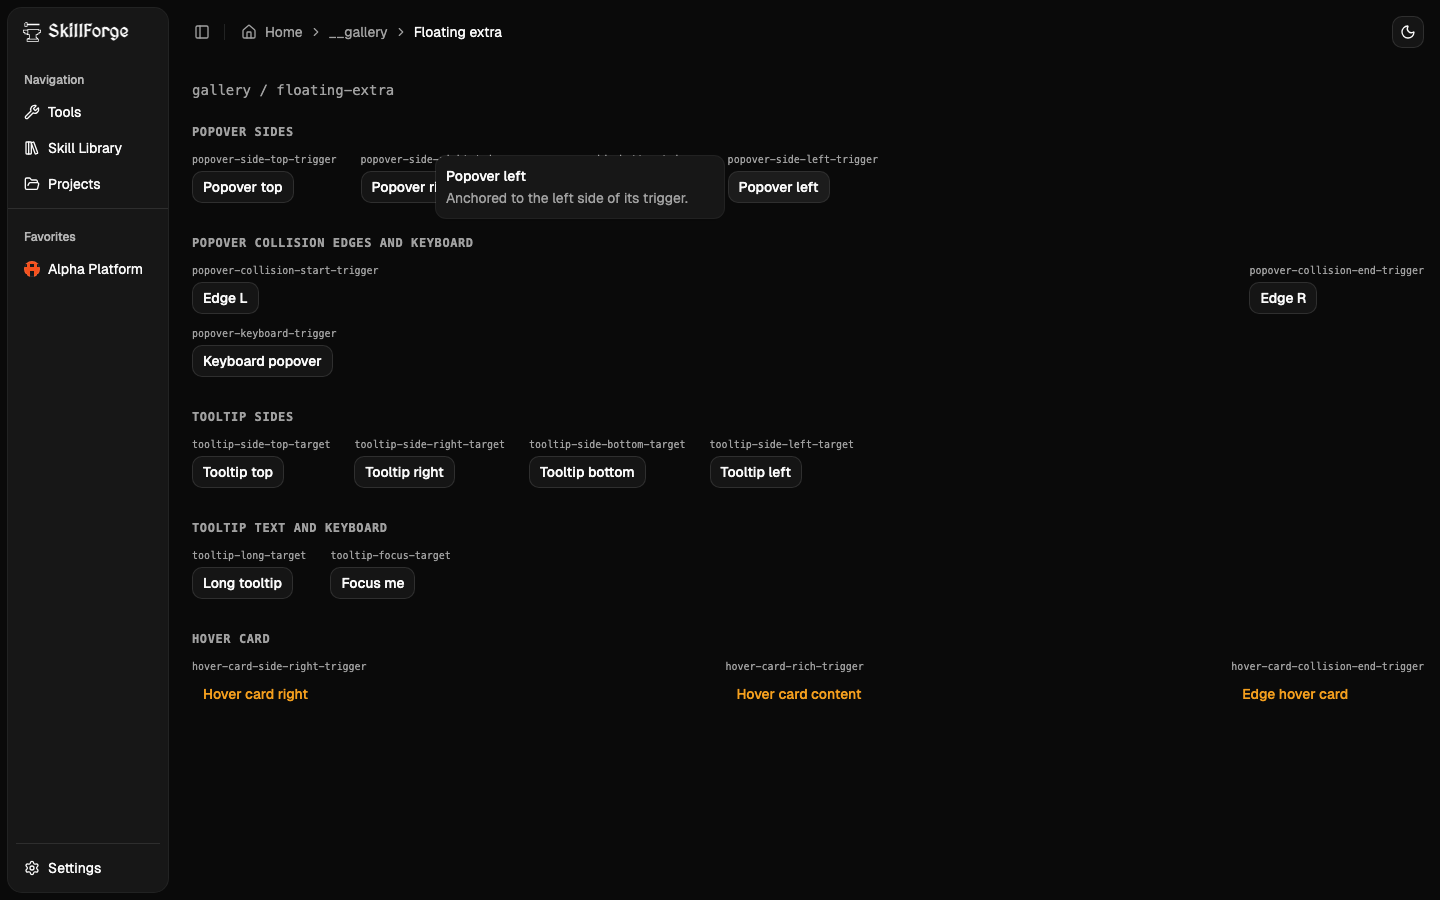 SkillForge
Home > __gallery > Floating extra
Navigation
Tools
Skill Library
Projects
Favorites
Alpha Platform
Settings
gallery / floating-extra
POPOVER SIDES
popover-side-top-trigger
Popover top
popover-side-
Popover
Popover left
Anchored to the left side of its trigger.
popover-side-left-trigger
Popover left
POPOVER COLLISION EDGES AND KEYBOARD
popover-collision-start-trigger
Edge L
popover-collision-end-trigger
Edge R
popover-keyboard-trigger
Keyboard popover
TOOLTIP SIDES
tooltip-side-top-target
Tooltip top
tooltip-side-right-target
Tooltip right
tooltip-side-bottom-target
Tooltip bottom
tooltip-side-left-target
Tooltip left
TOOLTIP TEXT AND KEYBOARD
tooltip-long-target
Long tooltip
tooltip-focus-target
Focus me
HOVER CARD
hover-card-side-right-trigger
Hover card right
hover-card-rich-trigger
Hover card content
hover-card-collision-end-trigger
Edge hover card